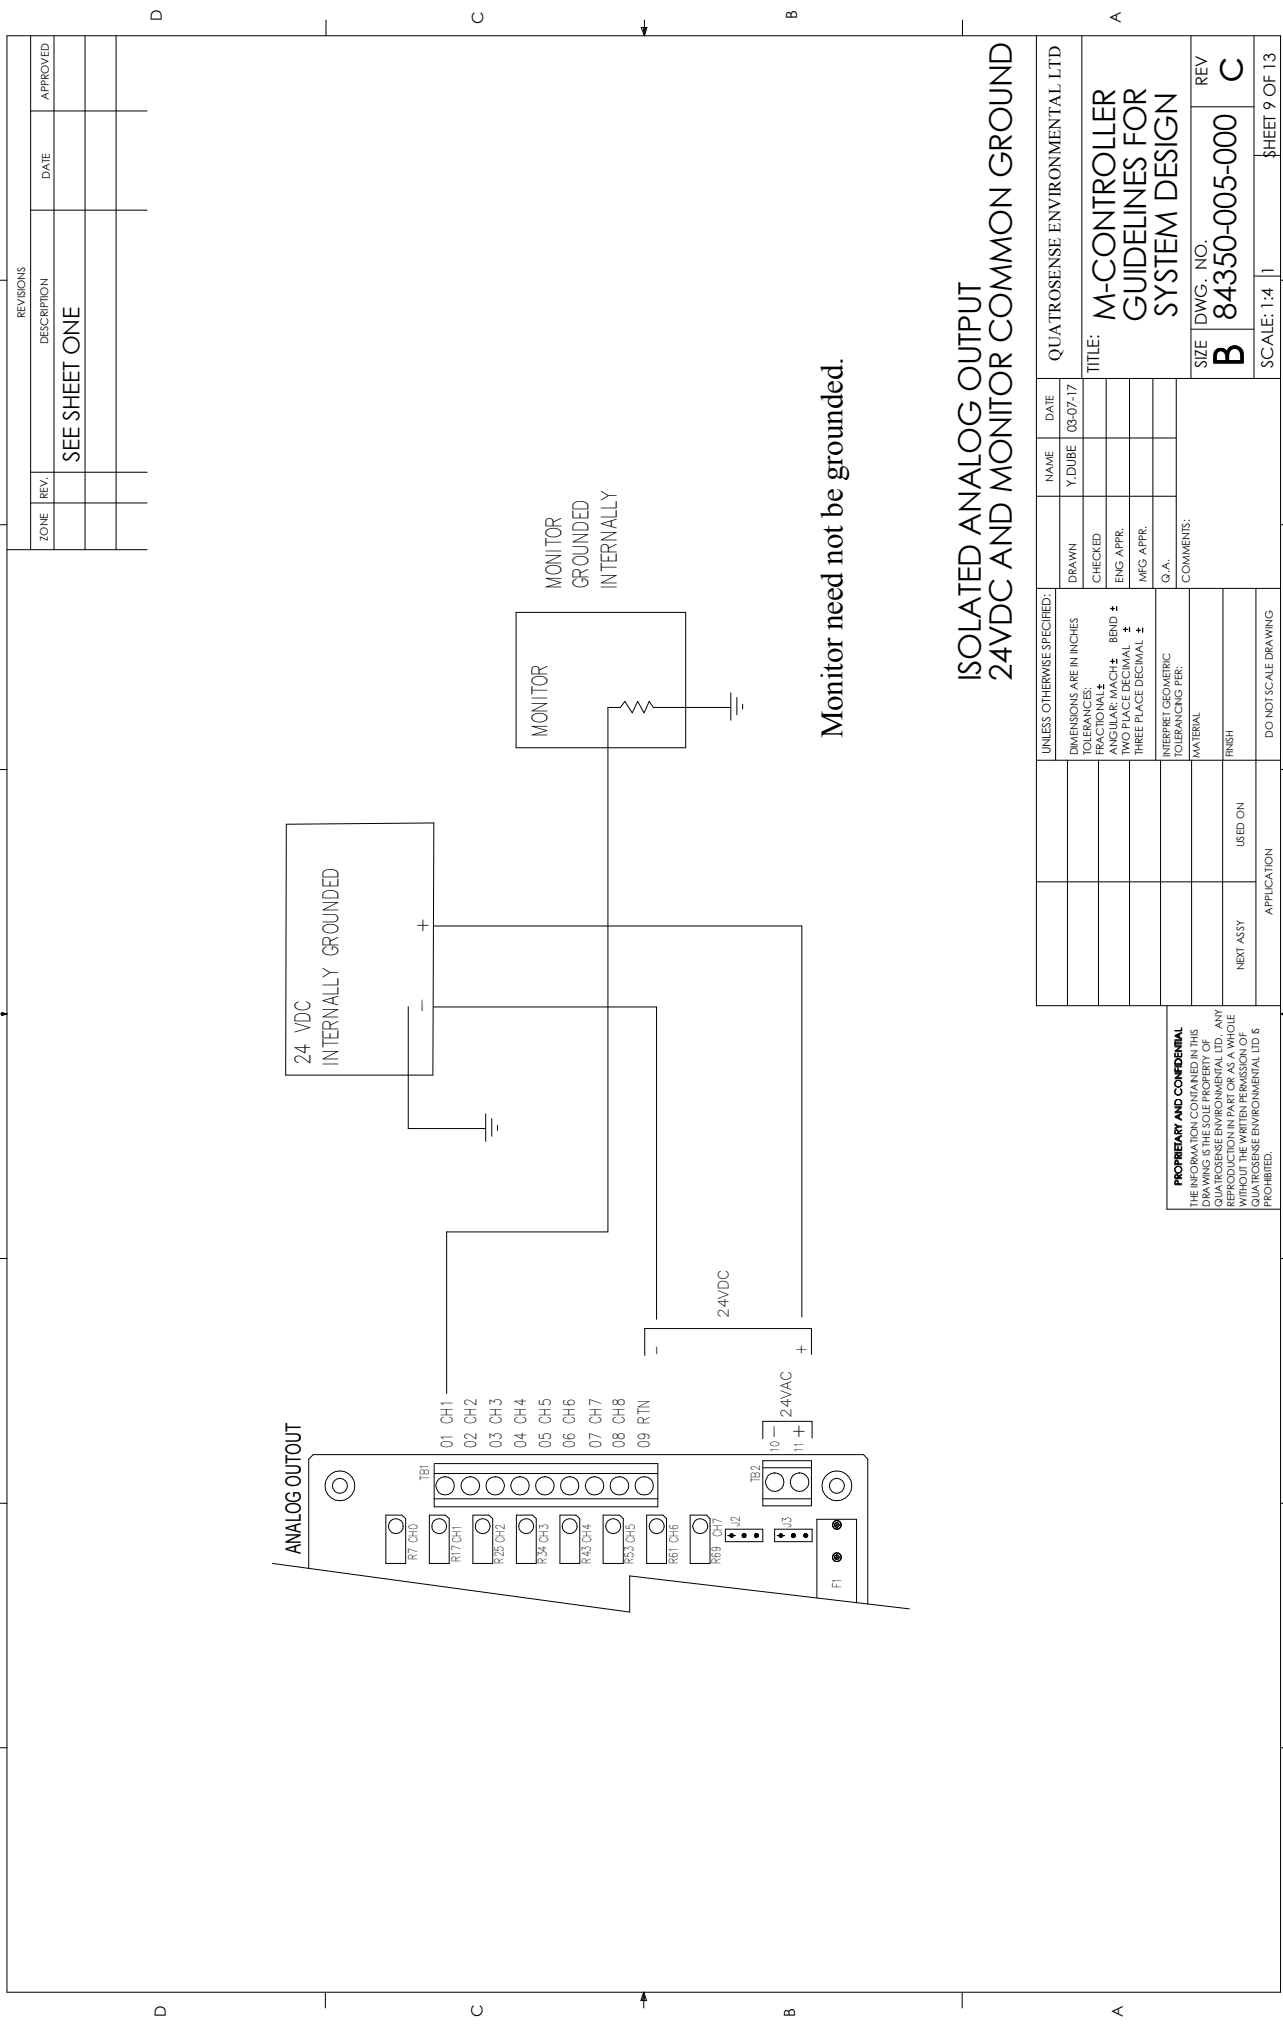 D
C
B
A
REVISIONS
ZONE REV. DESCRIPTION DATE APPROVED
SEE SHEET ONE
ANALOG OUTOUT
R7 CH0
R17 CH1
R25 CH2
R34 CH3
R43 CH4
R53 CH5
R61 CH6
R69 CH7
J2
J3
F1
TB1
01 CH1
02 CH2
03 CH3
04 CH4
05 CH5
06 CH6
07 CH7
08 CH8
09 RTN
TB2
10 -
11 +
24VAC
-
+
24VDC
24 VDC
INTERNALLY GROUNDED
-
+
MONITOR
MONITOR
GROUNDED
INTERNALLY
Monitor need not be grounded.
ISOLATED ANALOG OUTPUT
24VDC AND MONITOR COMMON GROUND
PROPRIETARY AND CONFIDENTIAL
THE INFORMATION CONTAINED IN THIS
DRAWING IS THE SOLE PROPERTY OF
QUATROSENSE ENVIRONMENTAL LTD. ANY
REPRODUCTION IN PART OR AS A WHOLE
WITHOUT THE WRITTEN PERMISSION OF
QUATROSENSE ENVIRONMENTAL LTD IS
PROHIBITED.
NEXT ASSY USED ON
APPLICATION
UNLESS OTHERWISE SPECIFIED:
DIMENSIONS ARE IN INCHES
TOLERANCES:
FRACTIONAL ±
ANGULAR: MACH ± BEND ±
TWO PLACE DECIMAL ±
THREE PLACE DECIMAL ±
INTERPRET GEOMETRIC
TOLERANCING PER:
MATERIAL
FINISH
DO NOT SCALE DRAWING
NAME DATE
DRAWN Y.DUBE 03-07-17
CHECKED
ENG APPR.
MFG APPR.
Q.A.
COMMENTS:
QUATROSENSE ENVIRONMENTAL LTD
TITLE:
M-CONTROLLER
GUIDELINES FOR
SYSTEM DESIGN
SIZE DWG. NO. REV
B 84350-005-000 C
SCALE: 1:4 1 SHEET 9 OF 13
D
C
B
A